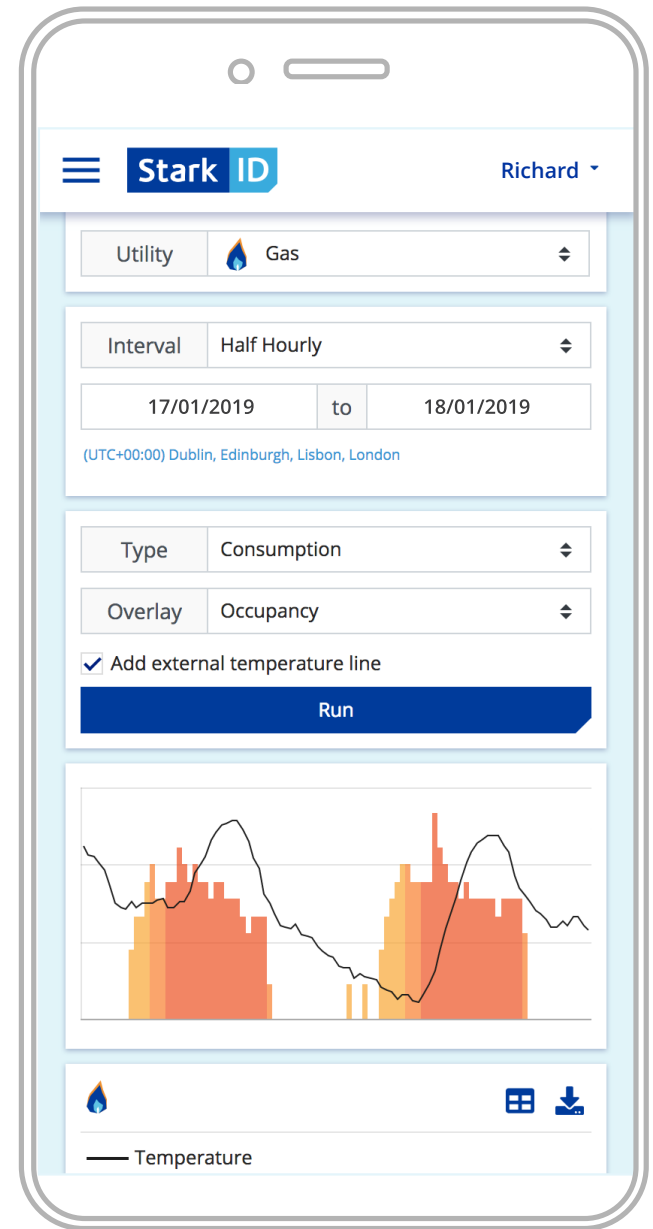 Stark ID
Richard
Utility Gas
Interval Half Hourly
17/01/2019 to 18/01/2019
(UTC+00:00) Dublin, Edinburgh, Lisbon, London
Type Consumption
Overlay Occupancy
Add external temperature line
Run
Temperature